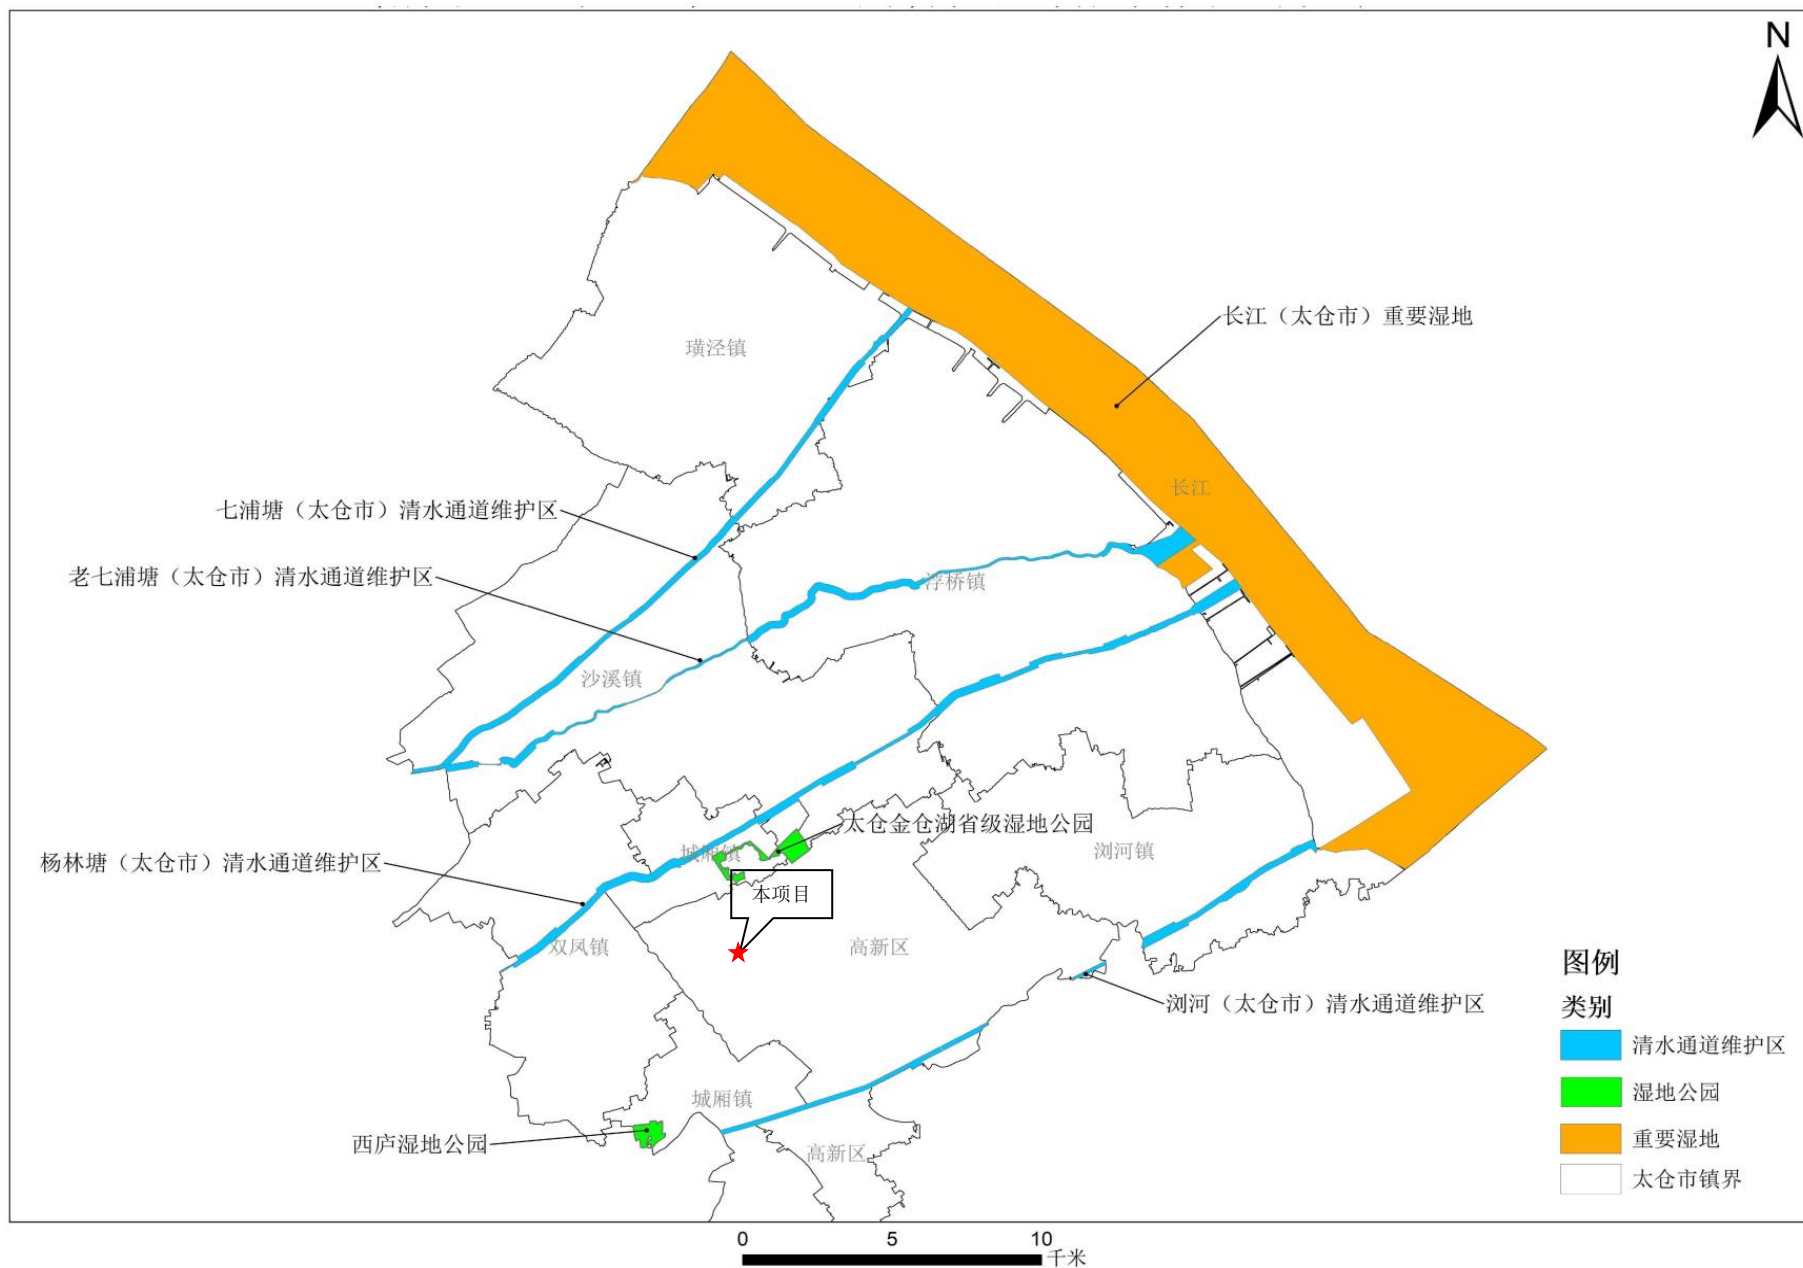 N
长江（太仓市）重要湿地
璜泾镇
长江
七浦塘（太仓市）清水通道维护区
老七浦塘（太仓市）清水通道维护区
浮桥镇
沙溪镇
太仓金仓湖省级湿地公园
城厢镇
浏河镇
杨林塘（太仓市）清水通道维护区
本项目
双凤镇
高新区
浏河（太仓市）清水通道维护区
城厢镇
西庐湿地公园
高新区
图例
类别
清水通道维护区
湿地公园
重要湿地
太仓市镇界
0 5 10
千米